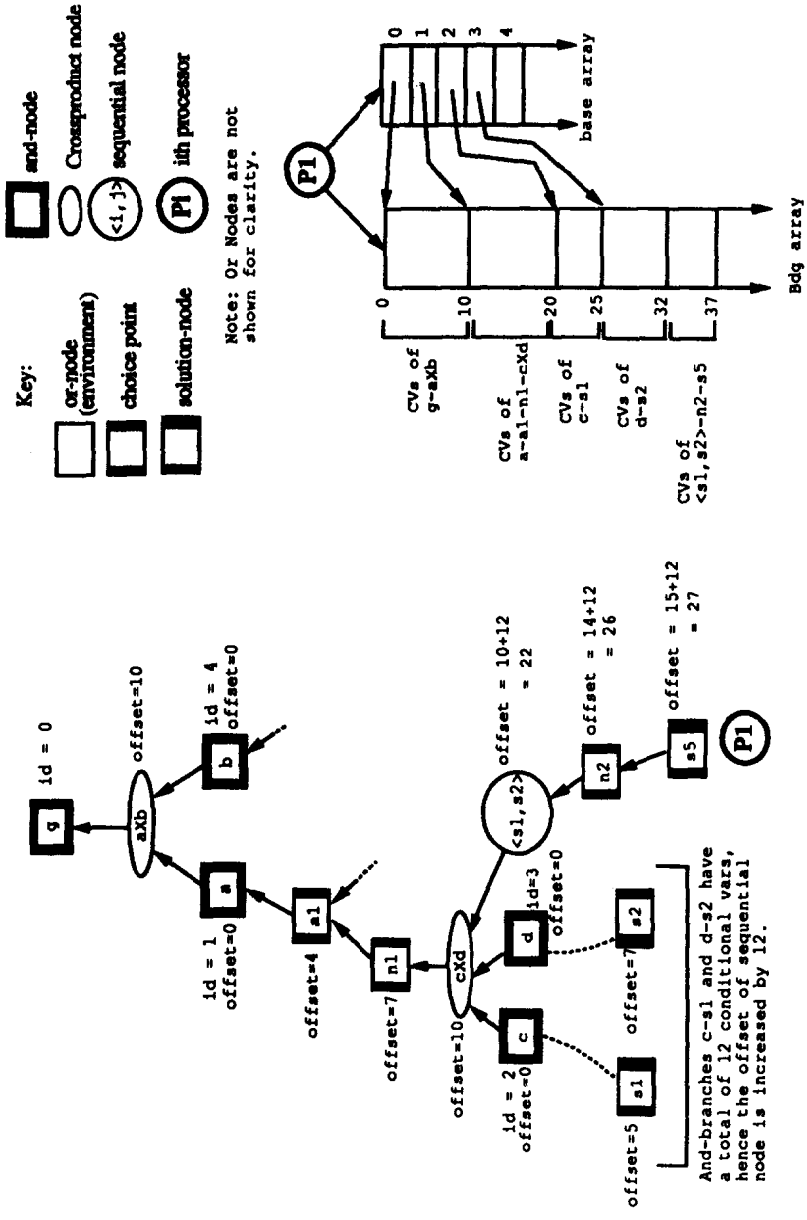 Key:
or-node
(environment)
and-node
choice point
Crossproduct node
solution-node
<i,j> sequential node
Pi ith processor
Note: Or Nodes are not
shown for clarity.
g
id = 0
aXb
offset=10
id = 1
offset=0
a
b
id = 4
offset=0
a1
offset=4
n1
offset=7
cXd
offset=10
id = 2
offset=0
c
d
id=3
offset=0
<s1,s2>
offset = 10+12
= 22
n2
offset = 14+12
= 26
s5
offset = 15+12
= 27
P1
offset=5
s1
s2
offset=7
And-branches c-s1 and d-s2 have
a total of 12 conditional vars,
hence the offset of sequential
node is increased by 12.
P1
0
1
2
3
4
base array
0
10
20
25
32
37
Bdg array
CVs of
g-aXb
CVs of
a-a1-n1-cXd
CVs of
c-s1
CVs of
d-s2
CVs of
<s1,s2>-n2-s5